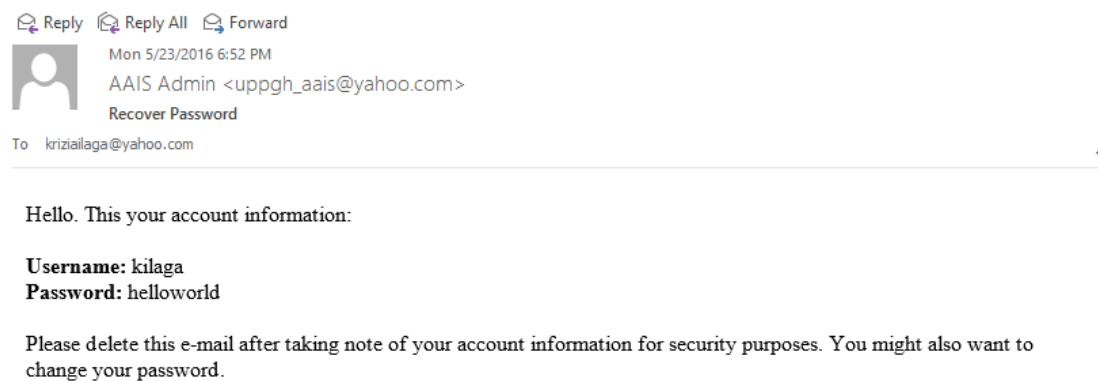 Reply Reply All Forward
Mon 5/23/2016 6:52 PM
AAIS Admin <uppgh_aais@yahoo.com>
Recover Password
To kriziailaga@yahoo.com
Hello. This your account information:
Username: kilaga
Password: helloworld
Please delete this e-mail after taking note of your account information for security purposes. You might also want to
change your password.